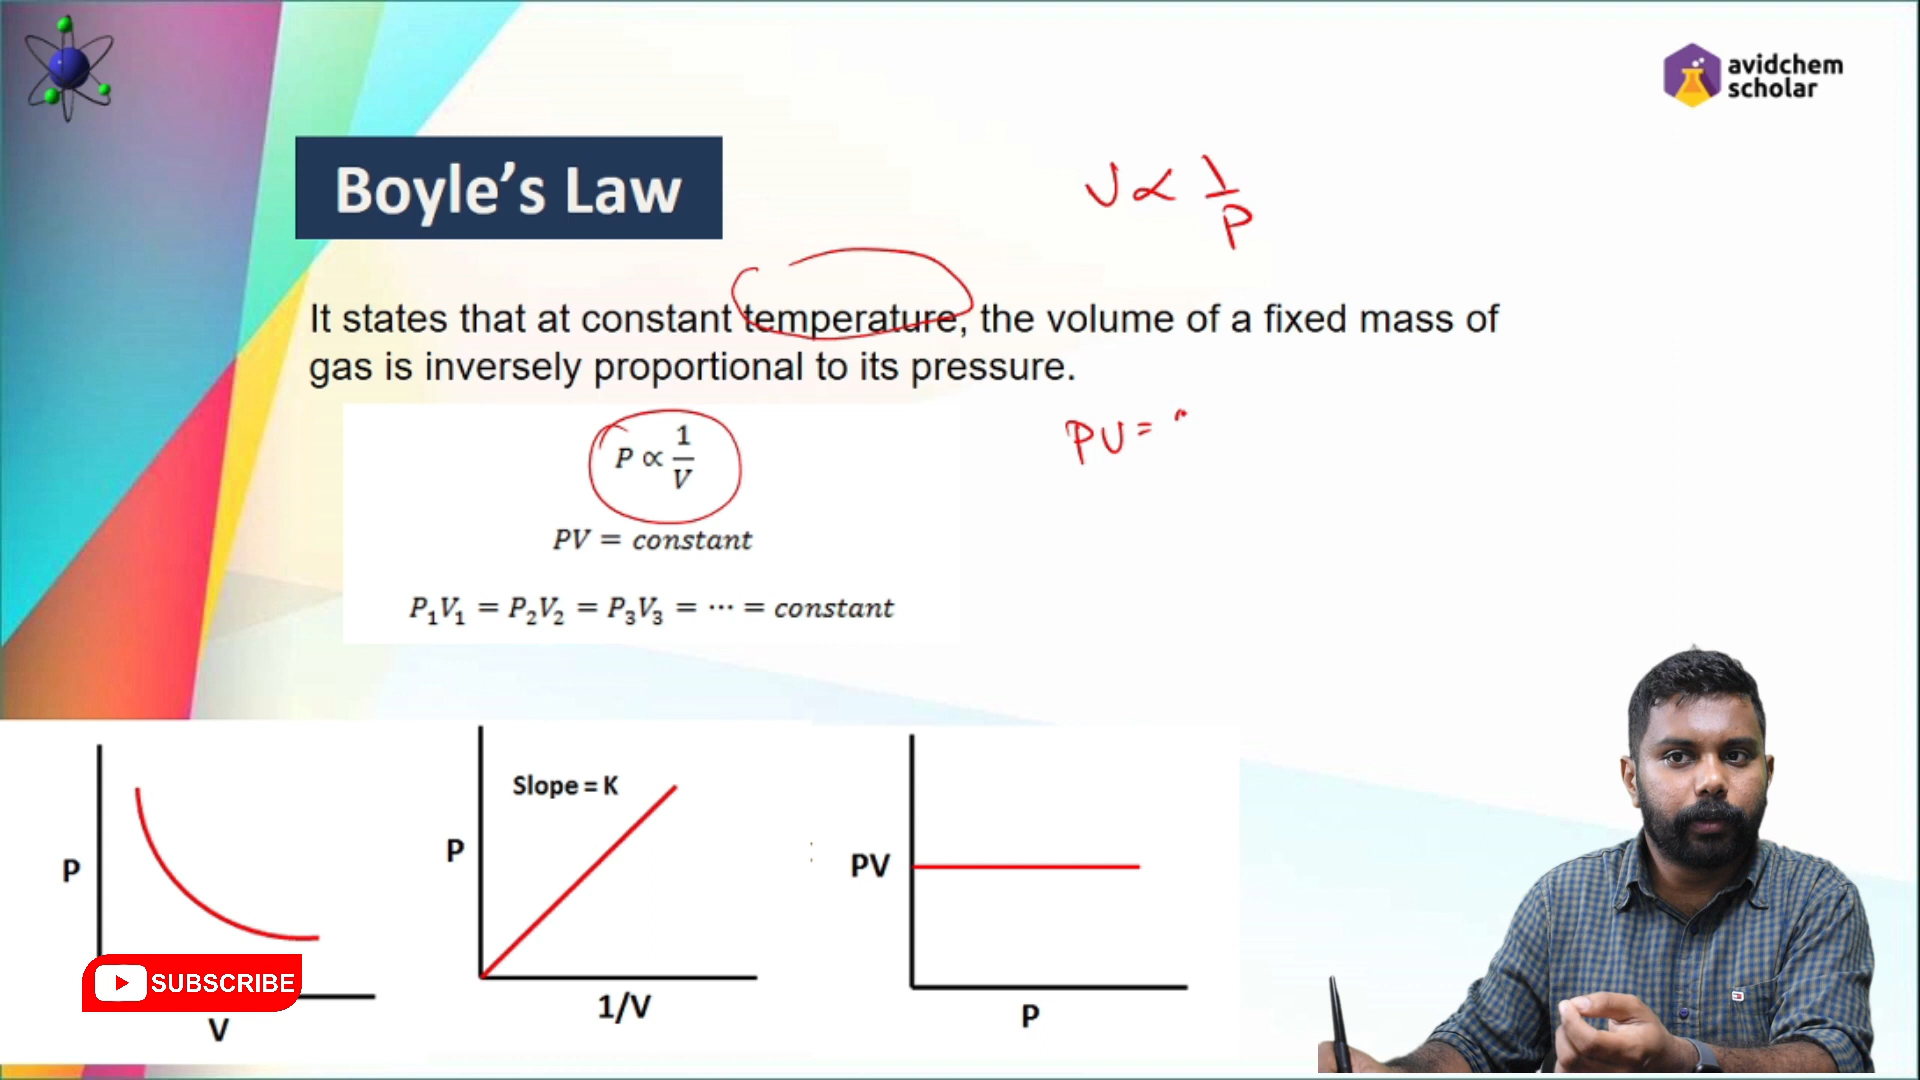 avidchem
scholar
Boyle's Law
V ∝ 1/P
It states that at constant temperature, the volume of a fixed mass of
gas is inversely proportional to its pressure.
P ∝ 1/V
PV =
PV = constant
P₁V₁ = P₂V₂ = P₃V₃ = ⋯ = constant
P
V
Slope = K
P
1/V
PV
P
SUBSCRIBE